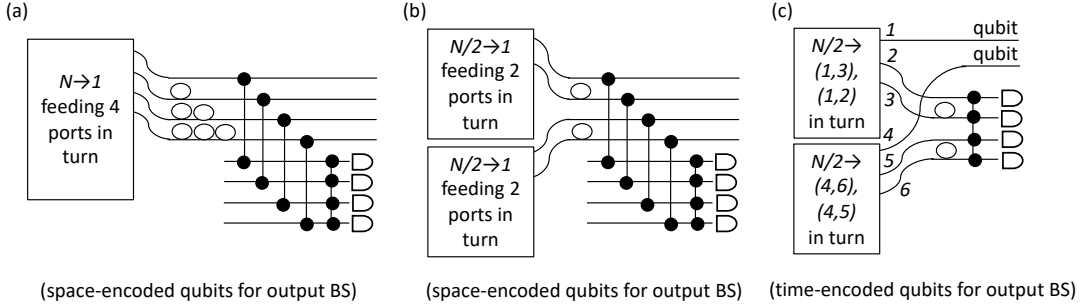 (a)
N→1
feeding 4
ports in
turn
(space-encoded qubits for output BS)
(b)
N/2→1
feeding 2
ports in
turn
N/2→1
feeding 2
ports in
turn
(space-encoded qubits for output BS)
(c)
N/2→
(1,3),
(1,2)
in turn
N/2→
(4,6),
(4,5)
in turn
1
2
3
4
5
6
qubit
qubit
(time-encoded qubits for output BS)